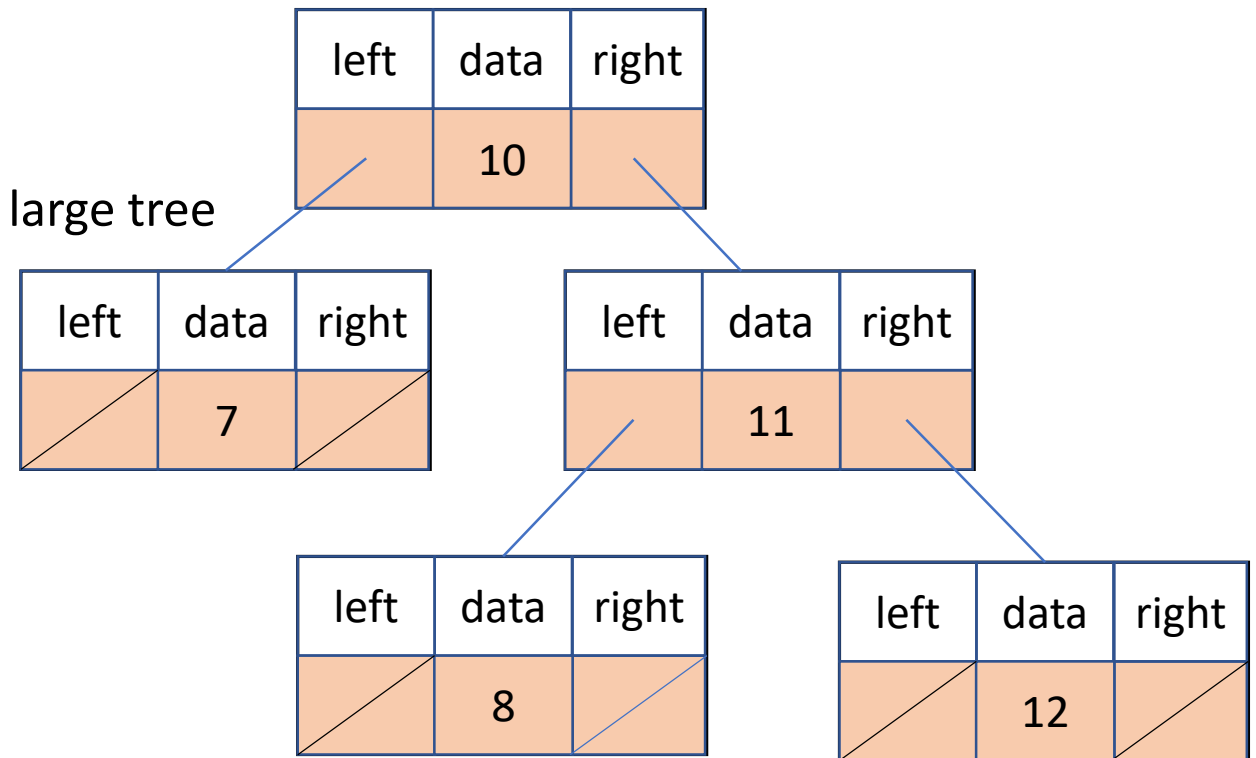 left data right
10
large tree
left data right left data right
7 11
left data right left data right
8 12